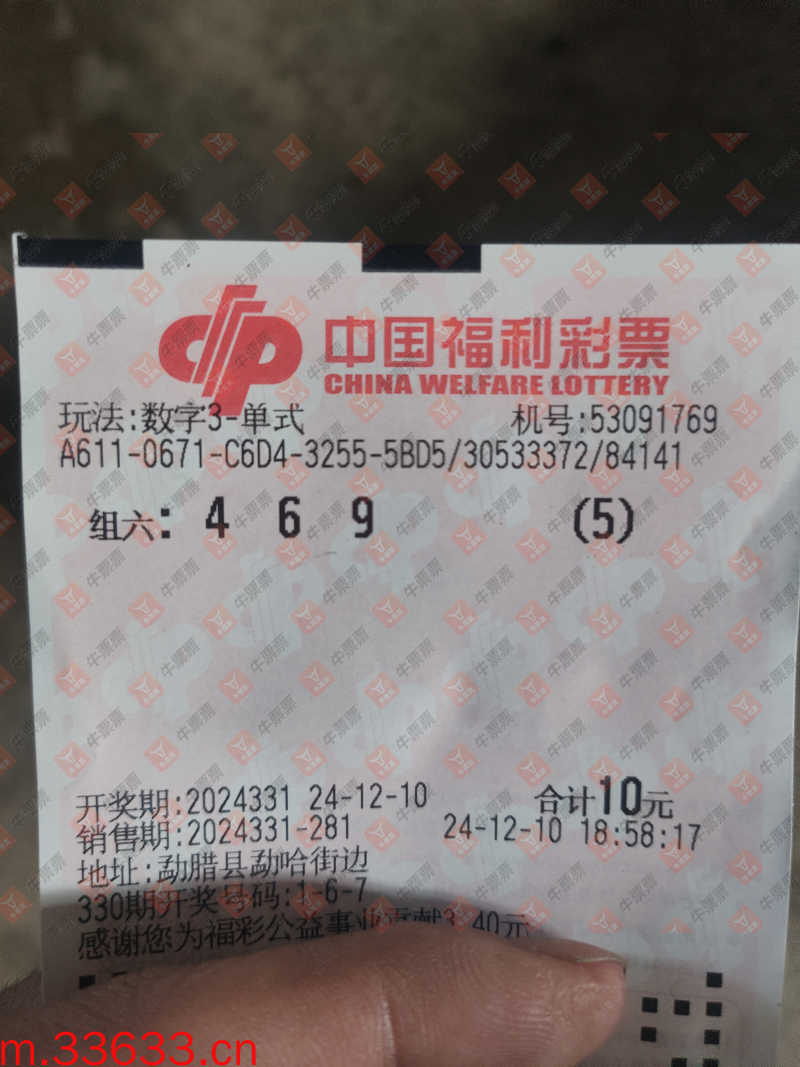 中国福利彩票
CHINA WELFARE LOTTERY
玩法:数字3-单式 机号:53091769
A611-0671-C6D4-3255-5BD5/30533372/84141
组六: 4 6 9 (5)
开奖期:2024331 24-12-10 合计10元
销售期:2024331-281 24-12-10 18:58:17
地址:勐腊县勐哈街边
330期开奖号码:1-6-7
感谢您为福彩公益事业贡献3.40元
m.33633.cn
牛票票